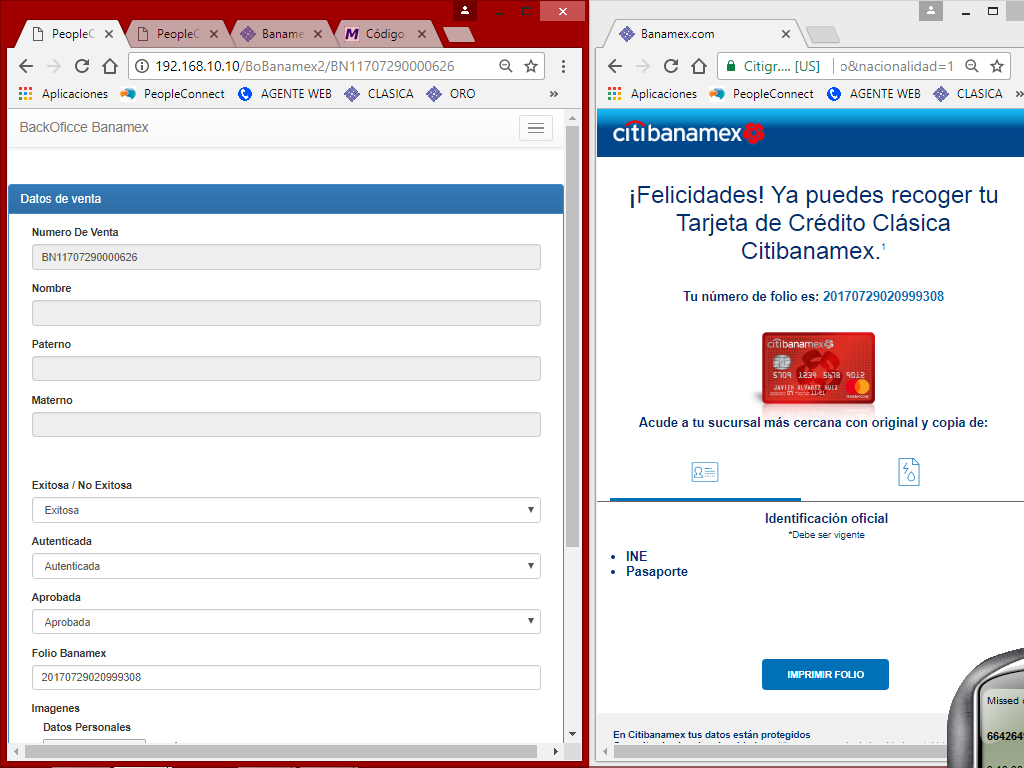 PeopleC
PeopleC
Baname
Código
192.168.10.10/BoBanamex2/BN11707290000626
Aplicaciones
PeopleConnect
AGENTE WEB
CLASICA
ORO
»
BackOficce Banamex
Datos de venta
Numero De Venta
BN11707290000626
Nombre
Paterno
Materno
Exitosa / No Exitosa
Exitosa
Autenticada
Autenticada
Aprobada
Aprobada
Folio Banamex
20170729020999308
Imagenes
Datos Personales
Banamex.com
Citigr.... [US]
o&nacionalidad=1
Aplicaciones
PeopleConnect
AGENTE WEB
CLASICA
»
citibanamex
¡Felicidades! Ya puedes recoger tu
Tarjeta de Crédito Clásica
Citibanamex.1
Tu número de folio es: 20170729020999308
citibanamex
5709 1234 5678 9012
JAVIER ALVAREZ RUIZ
mastercard
Acude a tu sucursal más cercana con original y copia de:
Identificación oficial
*Debe ser vigente
• INE
• Pasaporte
IMPRIMIR FOLIO
En Citibanamex tus datos están protegidos
Missed
664264